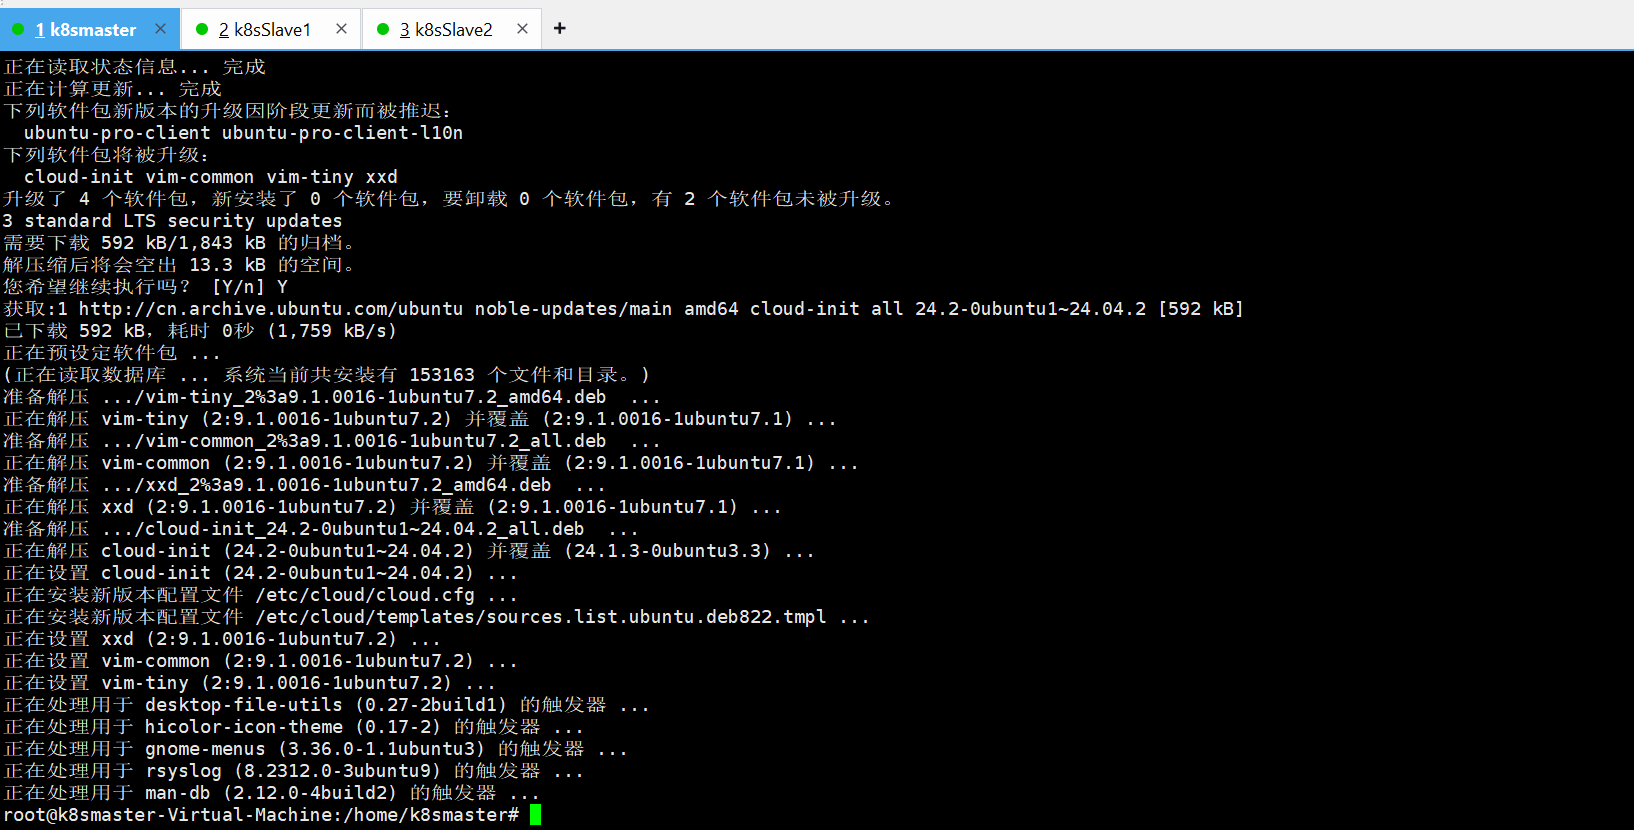 1 k8smaster × 2 k8sSlave1 × 3 k8sSlave2 × +
正在读取状态信息... 完成
正在计算更新... 完成
下列软件包新版本的升级因阶段更新而被推迟：
ubuntu-pro-client ubuntu-pro-client-l10n
下列软件包将被升级：
cloud-init vim-common vim-tiny xxd
升级了 4 个软件包，新安装了 0 个软件包，要卸载 0 个软件包，有 2 个软件包未被升级。
3 standard LTS security updates
需要下载 592 kB/1,843 kB 的归档。
解压缩后将会空出 13.3 kB 的空间。
您希望继续执行吗？ [Y/n] Y
获取:1 http://cn.archive.ubuntu.com/ubuntu noble-updates/main amd64 cloud-init all 24.2-0ubuntu1~24.04.2 [592 kB]
已下载 592 kB，耗时 0秒 (1,759 kB/s)
正在预设定软件包 ...
(正在读取数据库 ... 系统当前共安装有 153163 个文件和目录。)
准备解压 .../vim-tiny_2%3a9.1.0016-1ubuntu7.2_amd64.deb  ...
正在解压 vim-tiny (2:9.1.0016-1ubuntu7.2) 并覆盖 (2:9.1.0016-1ubuntu7.1) ...
准备解压 .../vim-common_2%3a9.1.0016-1ubuntu7.2_all.deb  ...
正在解压 vim-common (2:9.1.0016-1ubuntu7.2) 并覆盖 (2:9.1.0016-1ubuntu7.1) ...
准备解压 .../xxd_2%3a9.1.0016-1ubuntu7.2_amd64.deb  ...
正在解压 xxd (2:9.1.0016-1ubuntu7.2) 并覆盖 (2:9.1.0016-1ubuntu7.1) ...
准备解压 .../cloud-init_24.2-0ubuntu1~24.04.2_all.deb  ...
正在解压 cloud-init (24.2-0ubuntu1~24.04.2) 并覆盖 (24.1.3-0ubuntu3.3) ...
正在设置 cloud-init (24.2-0ubuntu1~24.04.2) ...
正在安装新版本配置文件 /etc/cloud/cloud.cfg ...
正在安装新版本配置文件 /etc/cloud/templates/sources.list.ubuntu.deb822.tmpl ...
正在设置 xxd (2:9.1.0016-1ubuntu7.2) ...
正在设置 vim-common (2:9.1.0016-1ubuntu7.2) ...
正在设置 vim-tiny (2:9.1.0016-1ubuntu7.2) ...
正在处理用于 desktop-file-utils (0.27-2build1) 的触发器 ...
正在处理用于 hicolor-icon-theme (0.17-2) 的触发器 ...
正在处理用于 gnome-menus (3.36.0-1.1ubuntu3) 的触发器 ...
正在处理用于 rsyslog (8.2312.0-3ubuntu9) 的触发器 ...
正在处理用于 man-db (2.12.0-4build2) 的触发器 ...
root@k8smaster-Virtual-Machine:/home/k8smaster#